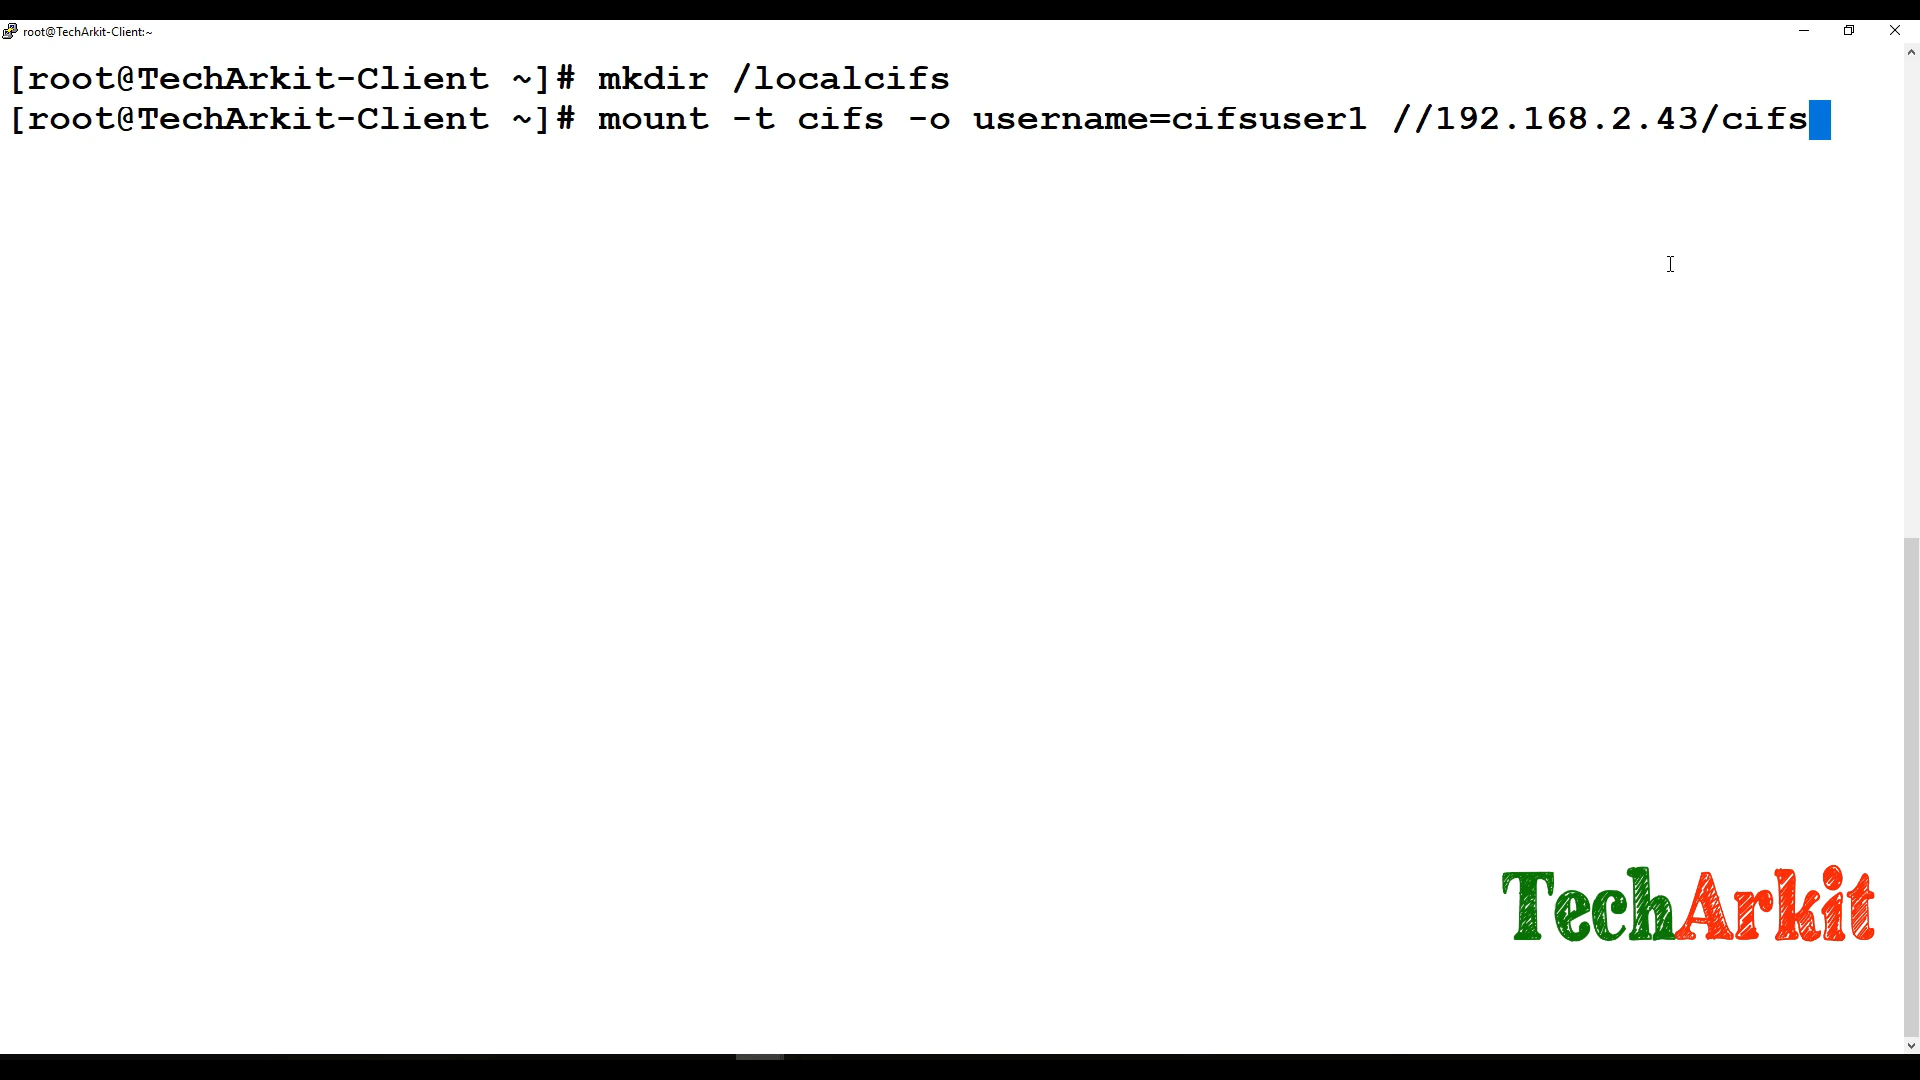 root@TechArkit-Client:~
[root@TechArkit-Client ~]# mkdir /localcifs
[root@TechArkit-Client ~]# mount -t cifs -o username=cifsuser1 //192.168.2.43/cifs
TechArkit